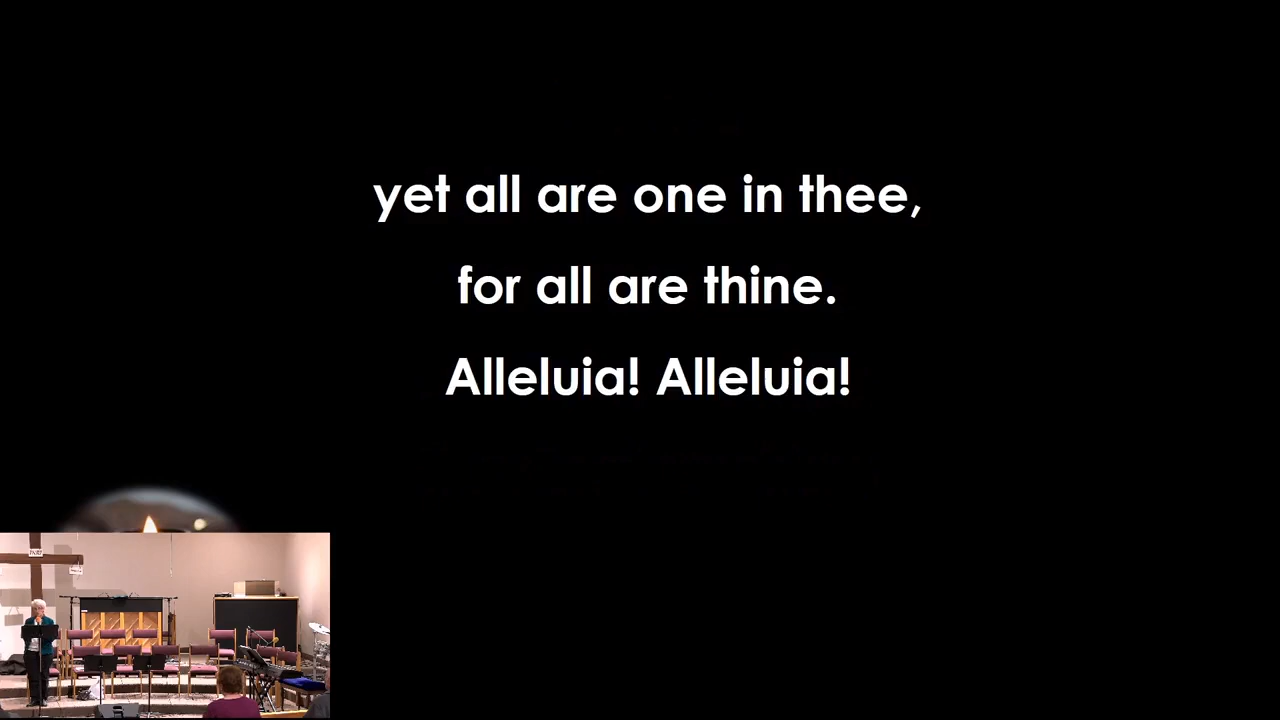 yet all are one in thee,
for all are thine.
Alleluia! Alleluia!